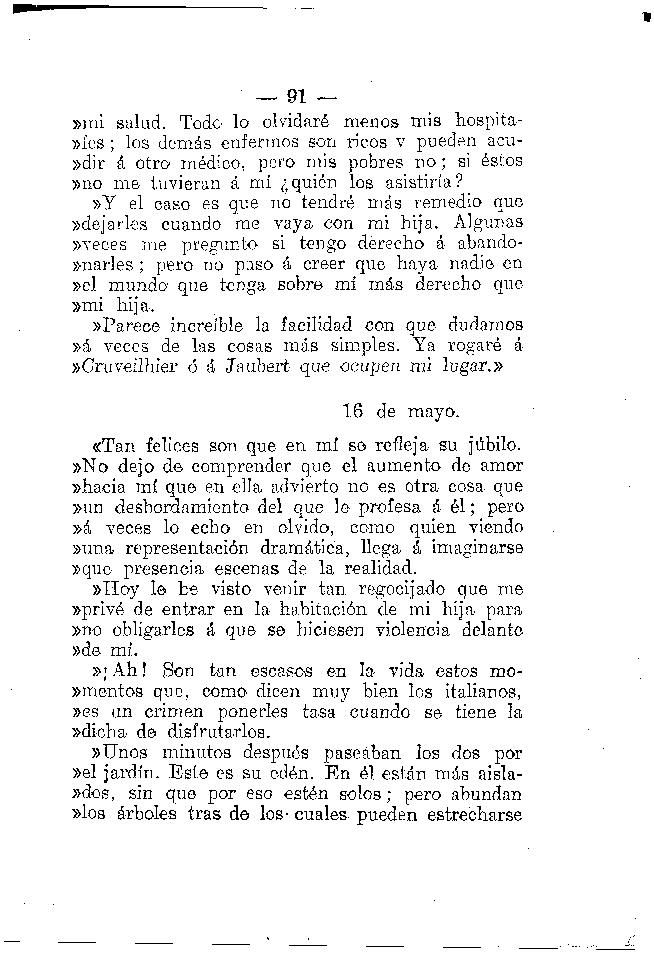 — 91 —
»mi salud. Todo lo olvidaré menos mis hospita-
»íes; los demás enfermos son ricos y pueden acu-
»dir á otro médico, pero mis pobres no; si éstos
»no me tuvieran á mí ¿quién los asistiría?
»Y el caso es que no tendré más remedio que
»dejarles cuando me vaya con mi hija. Algunas
»veces me pregunto si tengo derecho á abando-
»narles; pero no paso á creer que haya nadie en
»el mundo que tenga sobre mí más derecho que
»mi hija.
»Parece increíble la facilidad con que dudamos
»á veces de las cosas más simples. Ya rogaré á
»Cruveilhier ó á Jaubert que ocupen mi lugar.»
16 de mayo.
«Tan felices son que en mí se refleja su júbilo.
»No dejo de comprender que el aumento de amor
»hacia mí que en ella advierto no es otra cosa que
»un desbordamiento del que le profesa á él; pero
»á veces lo echo en olvido, como quien viendo
»una representación dramática, llega á imaginarse
»que presencia escenas de la realidad.
»Hoy le he visto venir tan regocijado que me
»privé de entrar en la habitación de mi hija para
»no obligarles á que se hiciesen violencia delante
»de mí.
»¡Ah! Son tan escasos en la vida estos mo-
»mentos que, como dicen muy bien los italianos,
»es un crimen ponerles tasa cuando se tiene la
»dicha de disfrutarlos.
»Unos minutos después paseaban los dos por
»el jardín. Este es su edén. En él están más aisla-
»dos, sin que por eso estén solos; pero abundan
»los árboles tras de los cuales pueden estrecharse